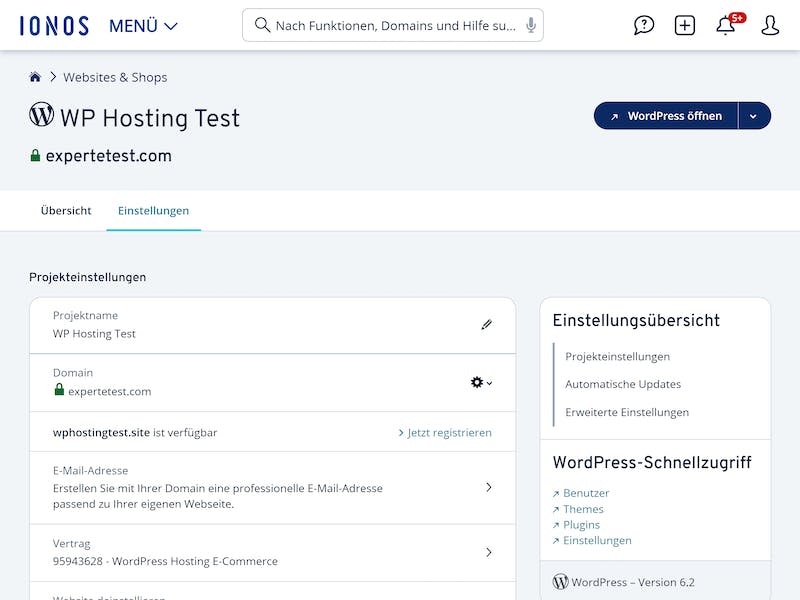 IONOS MENÜ Nach Funktionen, Domains und Hilfe su... 5+
Websites & Shops
WP Hosting Test
WordPress öffnen
expertetest.com
Übersicht Einstellungen
Projekteinstellungen
Projektname
WP Hosting Test
Domain
expertetest.com
wphostingtest.site ist verfügbar Jetzt registrieren
E-Mail-Adresse
Erstellen Sie mit Ihrer Domain eine professionelle E-Mail-Adresse
passend zu Ihrer eigenen Webseite.
Vertrag
95943628 - WordPress Hosting E-Commerce
Website deinstallieren
Einstellungsübersicht
Projekteinstellungen
Automatische Updates
Erweiterte Einstellungen
WordPress-Schnellzugriff
Benutzer
Themes
Plugins
Einstellungen
WordPress – Version 6.2